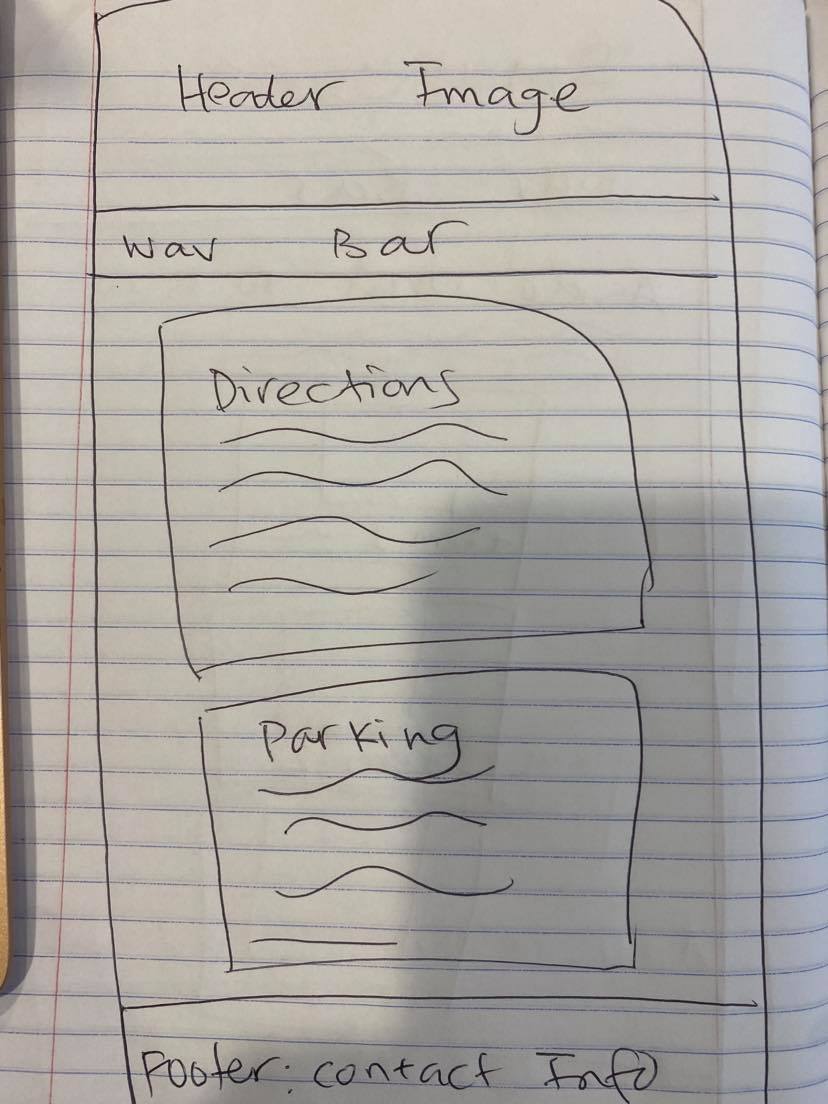 Header Image
Nav Bar
Directions
Parking
Footer: contact Info